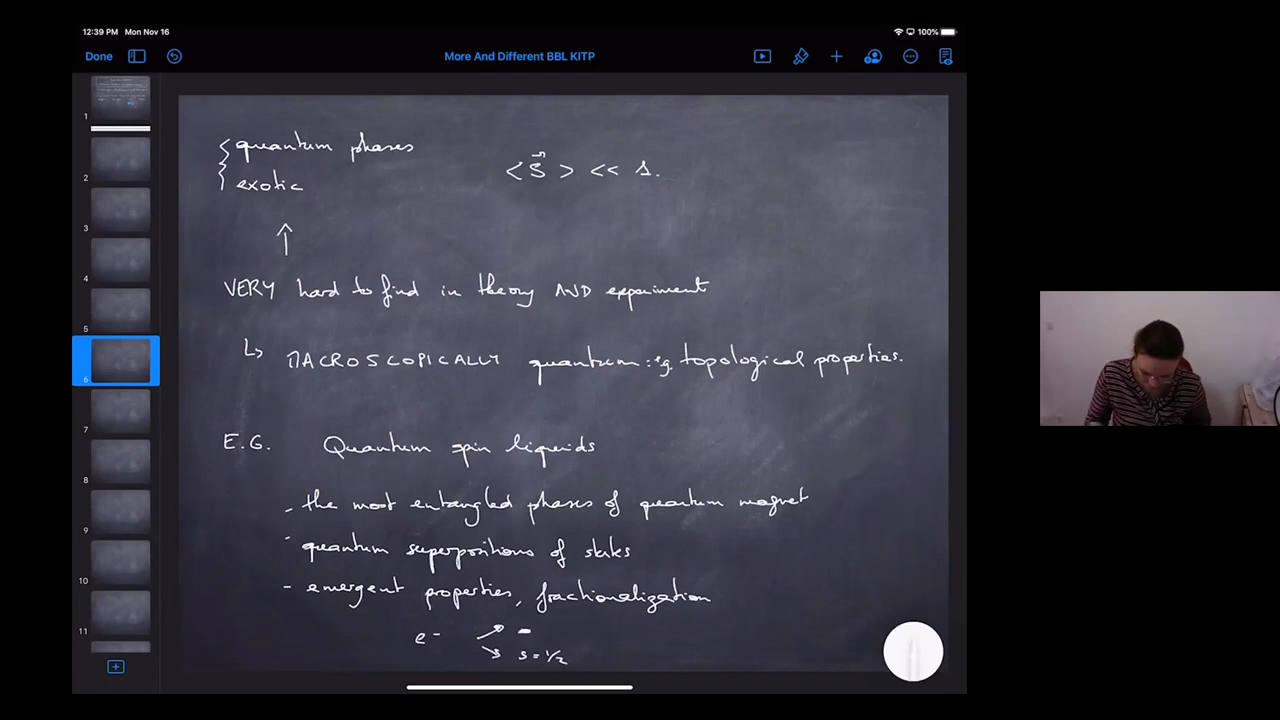 12:39 PM Mon Nov 16
100%
Done
More And Different BBL KITP
quantum phases
exotic
<S⃗> << s.
↑
VERY hard to find in theory AND experiment
↳ MACROSCOPICALLY quantum : e.g. topological properties.
E.G. Quantum spin liquids
- the most entangled phases of quantum magnet
- quantum superpositions of states
- emergent properties, fractionalization
e-
s = 1/2
1
2
3
4
5
6
7
8
9
10
11